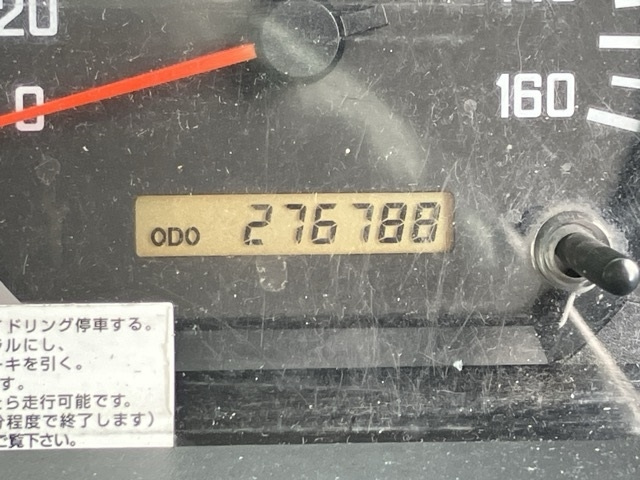 20
0
160
ODO 276788
ドリング停車する。
ルにし、
ーキを引く。
す。
ら走行可能です。
分程度で終了します)
ご覧下さい。